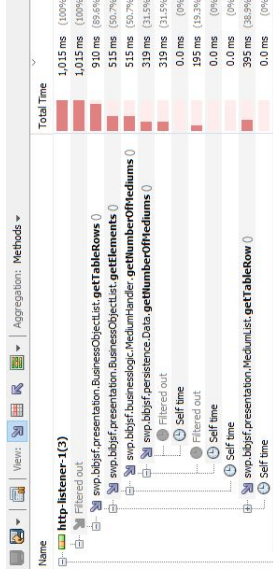 View: Aggregation: Methods
Name Total Time
http-listener-1(3) 1,015 ms (100%
Filtered out 1,015 ms (100%
swp.bibjsf.presentation.BusinessObjectList.getTableRows () 910 ms (89.6%
swp.bibjsf.presentation.BusinessObjectList.getElements () 515 ms (50.7%
swp.bibjsf.businesslogic.MediumHandler.getNumberOfMediums () 515 ms (50.7%
swp.bibjsf.persistence.Data.getNumberOfMediums () 319 ms (31.5%
Filtered out 319 ms (31.5%
Self time 0.0 ms (0%
Filtered out 195 ms (19.3%
Self time 0.0 ms (0%
Self time 0.0 ms (0%
swp.bibjsf.presentation.MediumList.getTableRow () 395 ms (38.9%
Self time 0.0 ms (0%